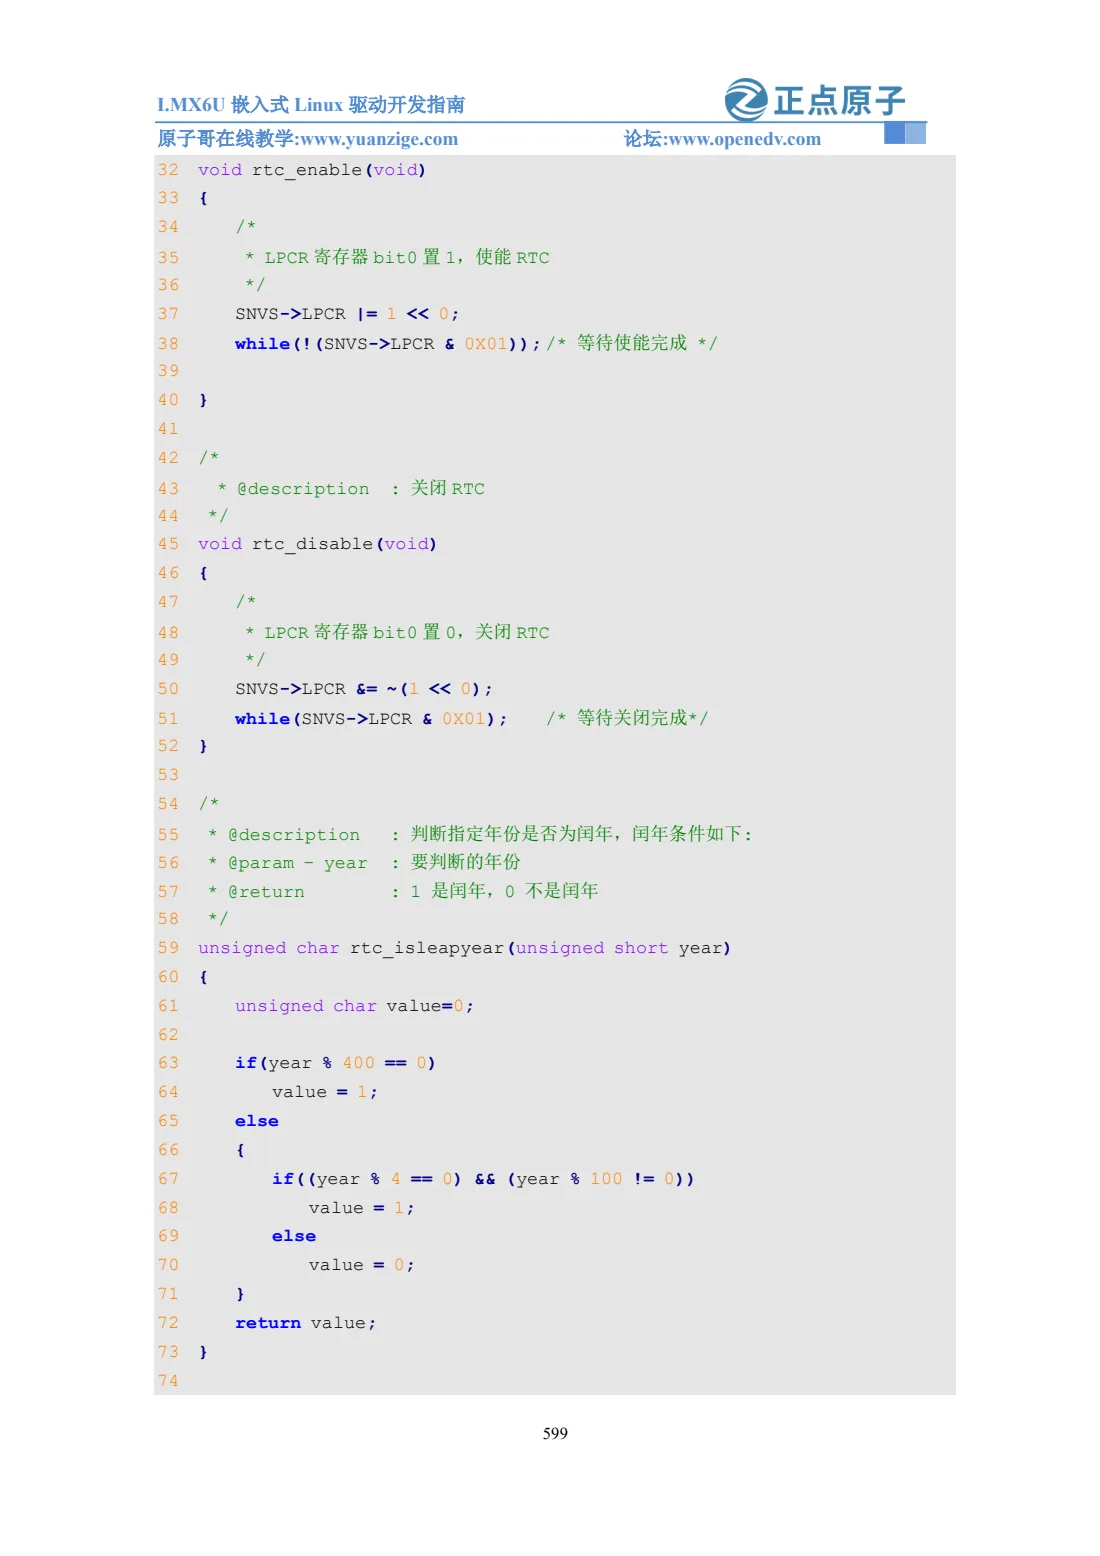 I.MX6U 嵌入式 Linux 驱动开发指南
正点原子
原子哥在线教学:www.yuanzige.com 论坛:www.openedv.com
32 void rtc_enable(void)
33 {
34 /*
35 * LPCR 寄存器 bit0 置 1，使能 RTC
36 */
37 SNVS->LPCR |= 1 << 0;
38 while(!(SNVS->LPCR & 0X01));/* 等待使能完成 */
39
40 }
41
42 /*
43 * @description : 关闭 RTC
44 */
45 void rtc_disable(void)
46 {
47 /*
48 * LPCR 寄存器 bit0 置 0，关闭 RTC
49 */
50 SNVS->LPCR &= ~(1 << 0);
51 while(SNVS->LPCR & 0X01); /* 等待关闭完成*/
52 }
53
54 /*
55 * @description : 判断指定年份是否为闰年，闰年条件如下:
56 * @param – year : 要判断的年份
57 * @return : 1 是闰年，0 不是闰年
58 */
59 unsigned char rtc_isleapyear(unsigned short year)
60 {
61 unsigned char value=0;
62
63 if(year % 400 == 0)
64 value = 1;
65 else
66 {
67 if((year % 4 == 0) && (year % 100 != 0))
68 value = 1;
69 else
70 value = 0;
71 }
72 return value;
73 }
74
599